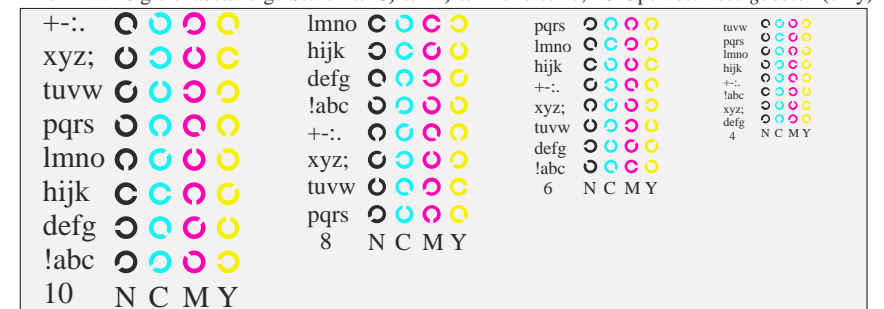 +-:.
xyz;
tuvw
pqrs
lmno
hijk
defg
!abc
10 N C M Y
lmno
hijk
defg
!abc
+-:.
xyz;
tuvw
pqrs
8 N C M Y
pqrs
lmno
hijk
+-:.
xyz;
tuvw
defg
!abc
6 N C M Y
tuvw
pqrs
lmno
hijk
+-:.
!abc
xyz;
defg
4 N C M Y